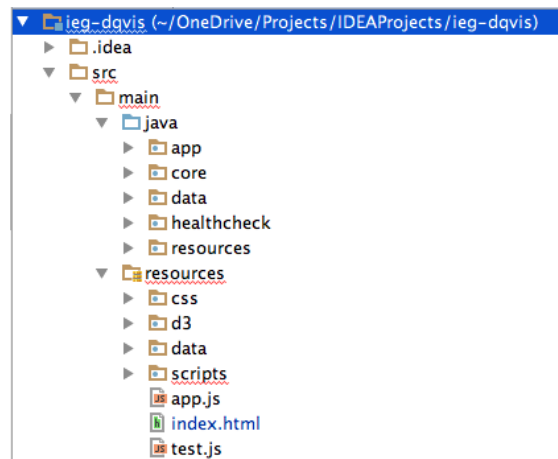 ieg-dqvis (~/OneDrive/Projects/IDEAProjects/ieg-dqvis)
.idea
src
main
java
app
core
data
healthcheck
resources
resources
css
d3
data
scripts
app.js
index.html
test.js